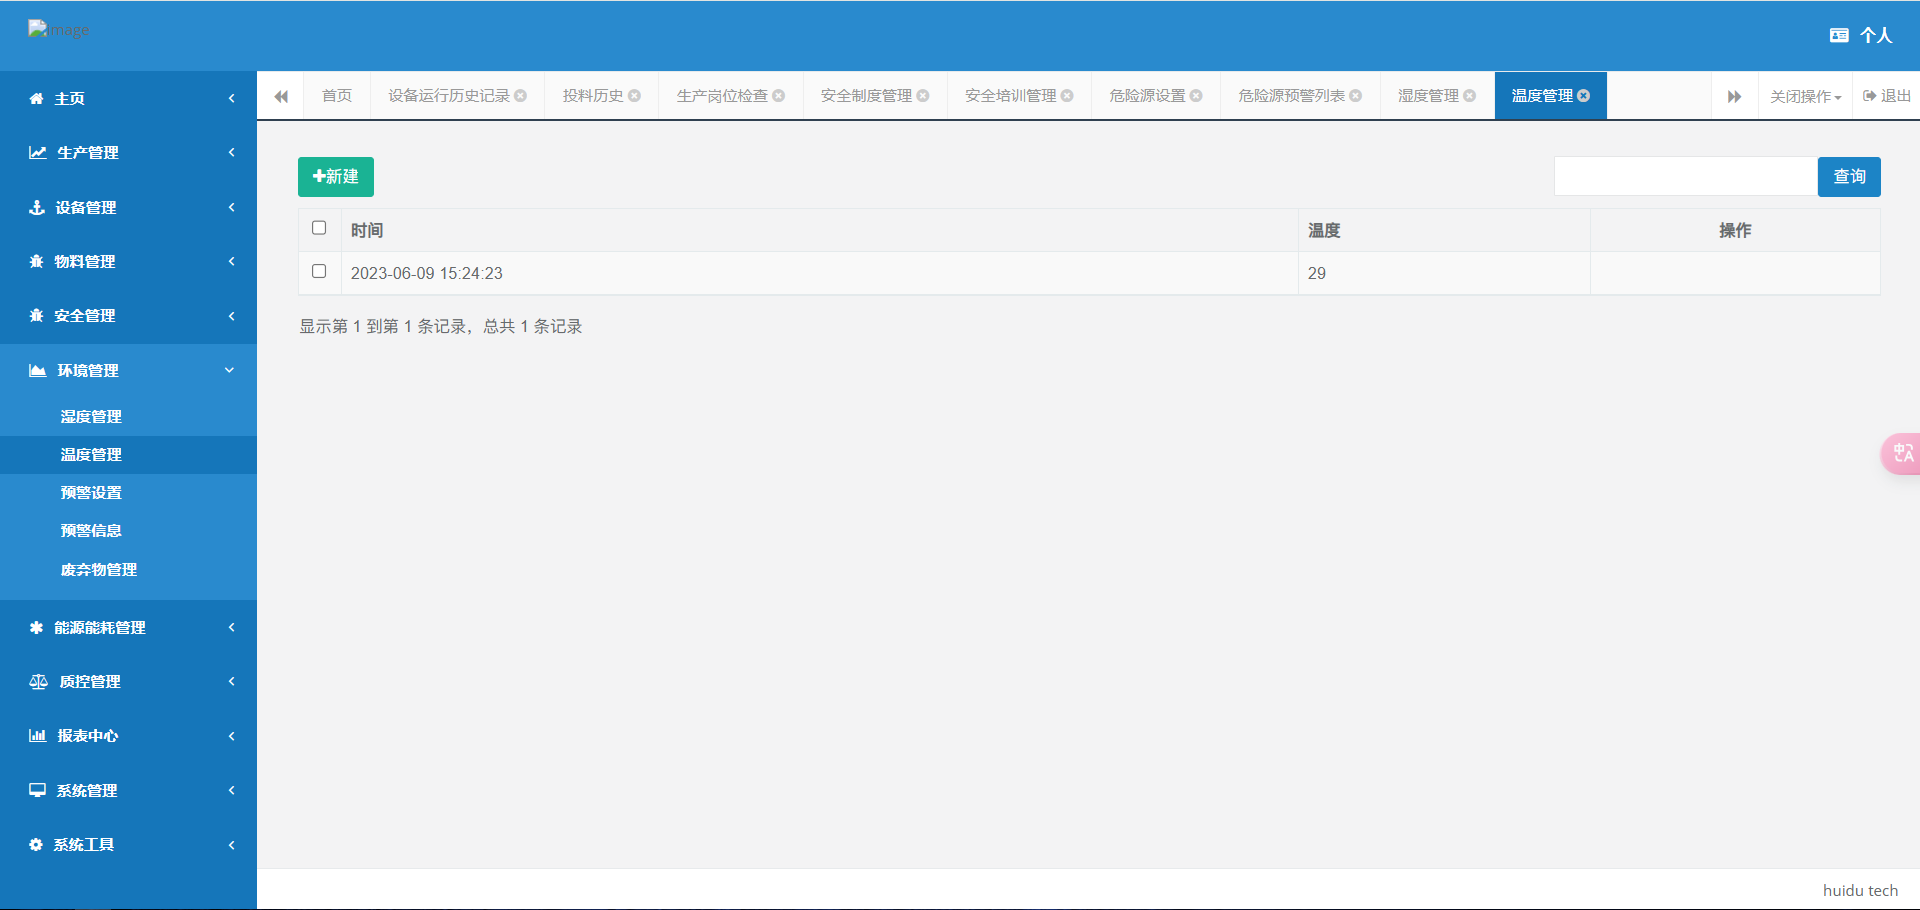 Image
个人
主页
生产管理
设备管理
物料管理
安全管理
环境管理
湿度管理
温度管理
预警设置
预警信息
废弃物管理
能源能耗管理
质控管理
报表中心
系统管理
系统工具
首页 设备运行历史记录 投料历史 生产岗位检查 安全制度管理 安全培训管理 危险源设置 危险源预警列表 湿度管理 温度管理 关闭操作 退出
新建
查询
时间 温度 操作
2023-06-09 15:24:23 29
显示第 1 到第 1 条记录，总共 1 条记录
中A
huidu tech